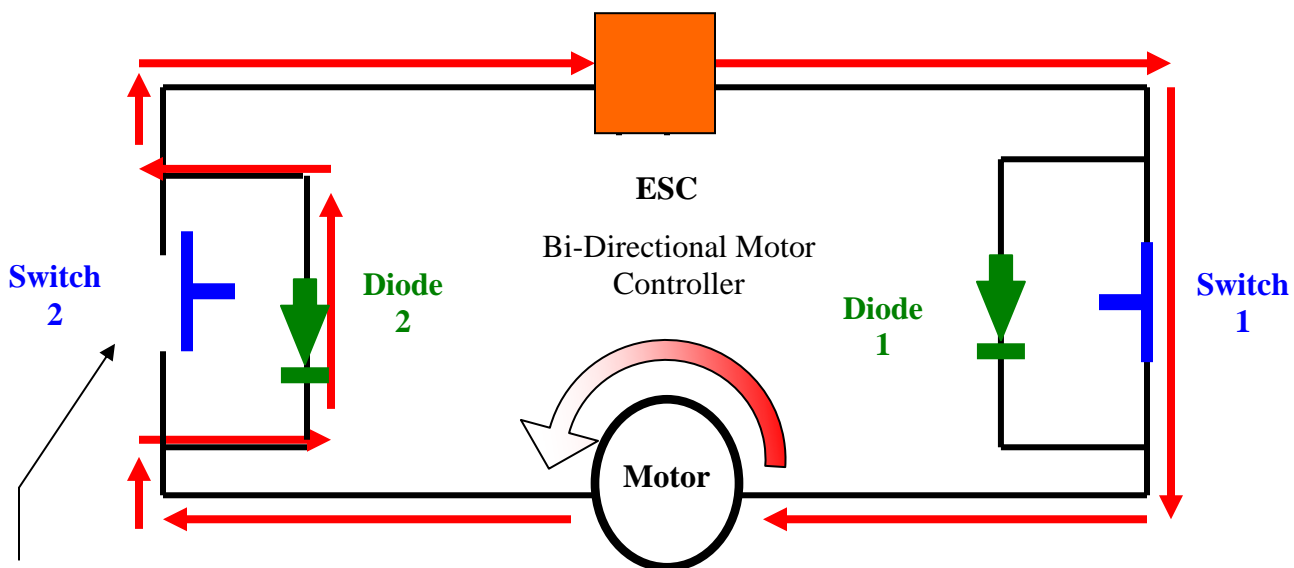 ESC
Bi-Directional Motor
Controller
Switch
2
Diode
2
Diode
1
Switch
1
Motor